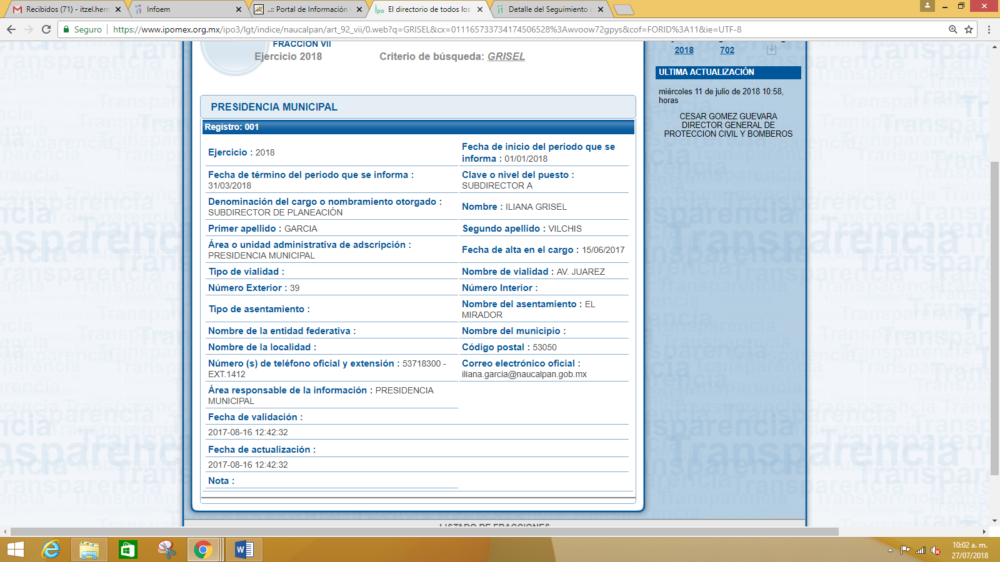 Recibidos (71) - itzel.hern
Infoem
..:: Portal de Información
El directorio de todos los
Detalle del Seguimiento
Seguro
https://www.ipomex.org.mx/ipo3/lgt/indice/naucalpan/art_92_vii/0.web?q=GRISEL&cx=011116573373417450652​8%3Awvoow72gpys&cof=FORID%3A11&ie=UTF-8
FRACCIÓN VII
Ejercicio 2018
Criterio de búsqueda: GRISEL
2018
702
ULTIMA ACTUALIZACIÓN
miércoles 11 de julio de 2018 10:58,
horas
CESAR GOMEZ GUEVARA
DIRECTOR GENERAL DE
PROTECCION CIVIL Y BOMBEROS
PRESIDENCIA MUNICIPAL
Registro: 001
Ejercicio : 2018
Fecha de inicio del periodo que se
informa : 01/01/2018
Fecha de término del periodo que se informa :
31/03/2018
Clave o nivel del puesto :
SUBDIRECTOR A
Denominación del cargo o nombramiento otorgado :
SUBDIRECTOR DE PLANEACIÓN
Nombre : ILIANA GRISEL
Primer apellido : GARCIA
Segundo apellido : VILCHIS
Área o unidad administrativa de adscripción :
PRESIDENCIA MUNICIPAL
Fecha de alta en el cargo : 15/06/2017
Tipo de vialidad :
Nombre de vialidad : AV. JUAREZ
Número Exterior : 39
Número Interior :
Tipo de asentamiento :
Nombre del asentamiento : EL
MIRADOR
Nombre de la entidad federativa :
Nombre del municipio :
Nombre de la localidad :
Código postal : 53050
Número (s) de teléfono oficial y extensión : 53718300 -
EXT.1412
Correo electrónico oficial :
iliana.garcia@naucalpan.gob.mx
Área responsable de la información : PRESIDENCIA
MUNICIPAL
Fecha de validación :
2017-08-16 12:42:32
Fecha de actualización :
2017-08-16 12:42:32
Nota :
LISTADO DE FRACCIONES
Transparencia
10:02 a. m.
27/07/2018